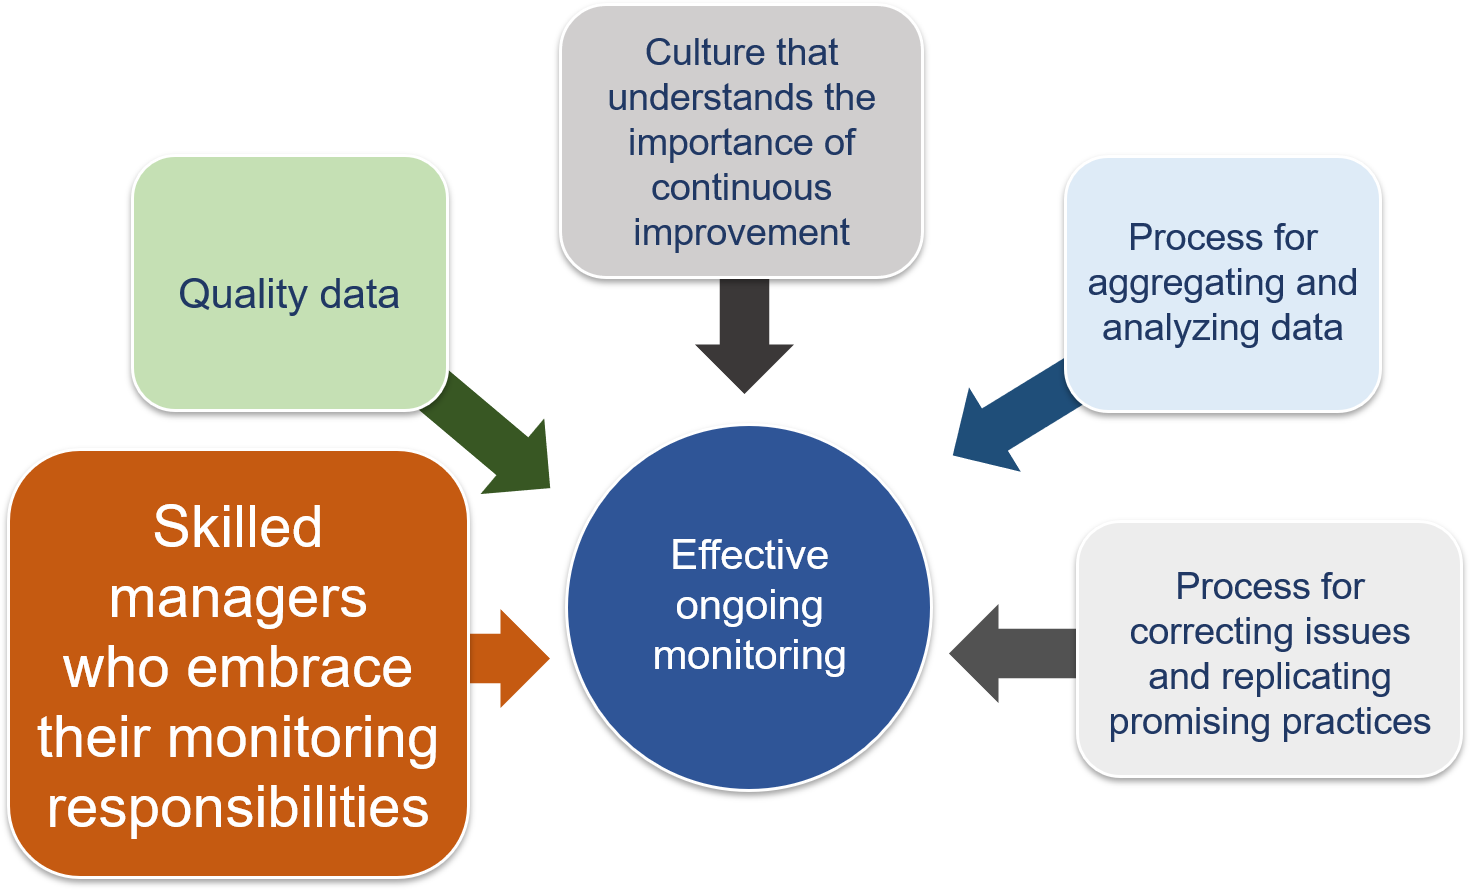 Culture that
understands the
importance of
continuous
improvement
Quality data
Process for
aggregating and
analyzing data
Skilled
managers
who embrace
their monitoring
responsibilities
Effective
ongoing
monitoring
Process for
correcting issues
and replicating
promising practices